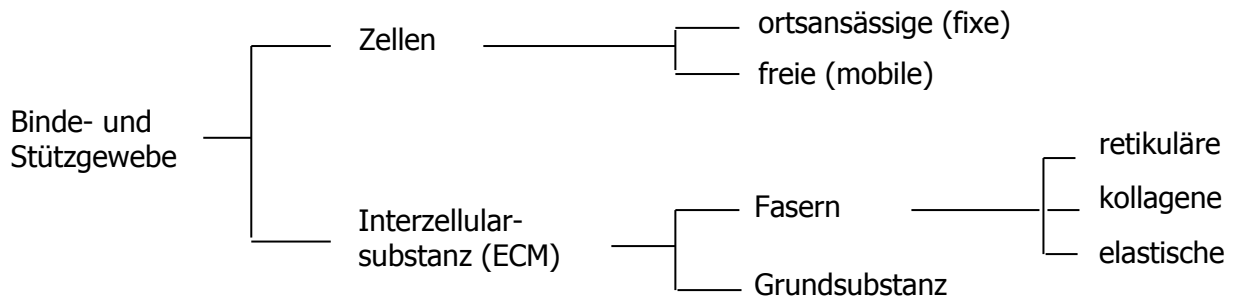 Binde- und
Stützgewebe
Zellen
ortsansässige (fixe)
freie (mobile)
Interzellular-
substanz (ECM)
Fasern
Grundsubstanz
retikuläre
kollagene
elastische